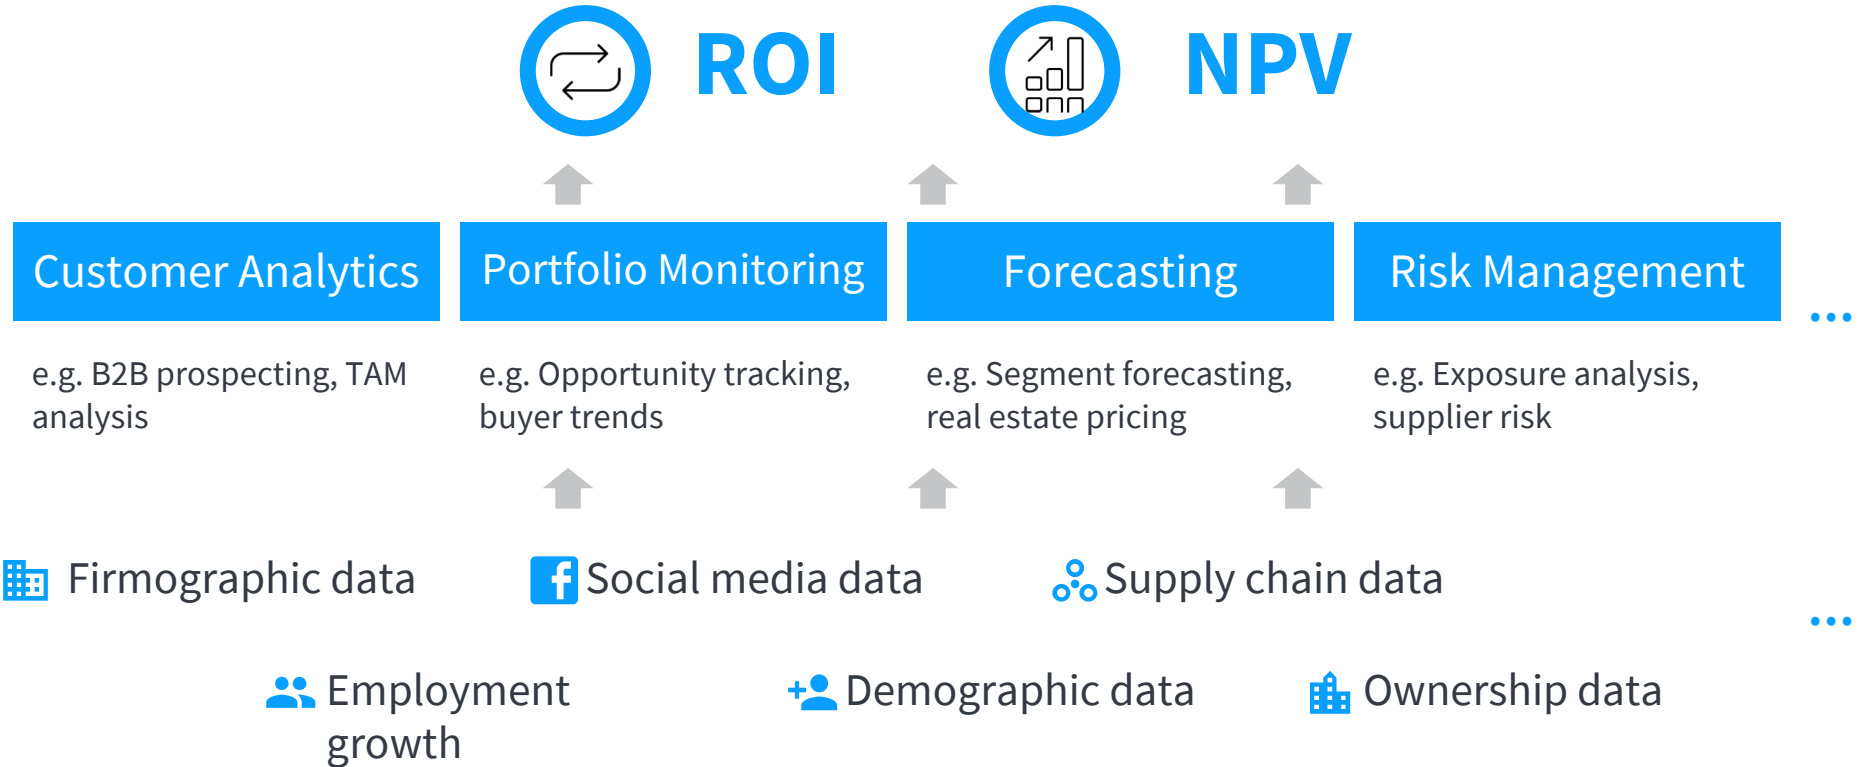 ROI
NPV
Customer Analytics
Portfolio Monitoring
Forecasting
Risk Management
...
e.g. B2B prospecting, TAM
analysis
e.g. Opportunity tracking,
buyer trends
e.g. Segment forecasting,
real estate pricing
e.g. Exposure analysis,
supplier risk
Firmographic data
Social media data
Supply chain data
...
Employment
growth
Demographic data
Ownership data